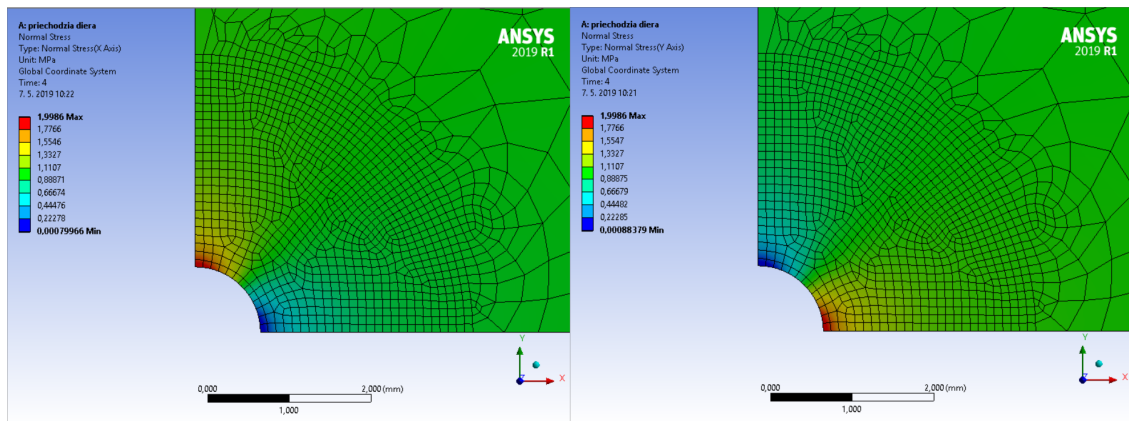 A: priechodzia diera
Normal Stress
Type: Normal Stress(X Axis)
Unit: MPa
Global Coordinate System
Time: 4
7. 5. 2019 10:22
1,9986 Max
1,7766
1,5546
1,3327
1,1107
0,88871
0,66674
0,44476
0,22278
0,00079966 Min
ANSYS
2019 R1
Y
Z
X
0,000
2,000 (mm)
1,000
A: priechodzia diera
Normal Stress
Type: Normal Stress(Y Axis)
Unit: MPa
Global Coordinate System
Time: 4
7. 5. 2019 10:21
1,9986 Max
1,7766
1,5547
1,3327
1,1107
0,88875
0,66679
0,44482
0,22285
0,00088379 Min
ANSYS
2019 R1
Y
Z
X
0,000
2,000 (mm)
1,000